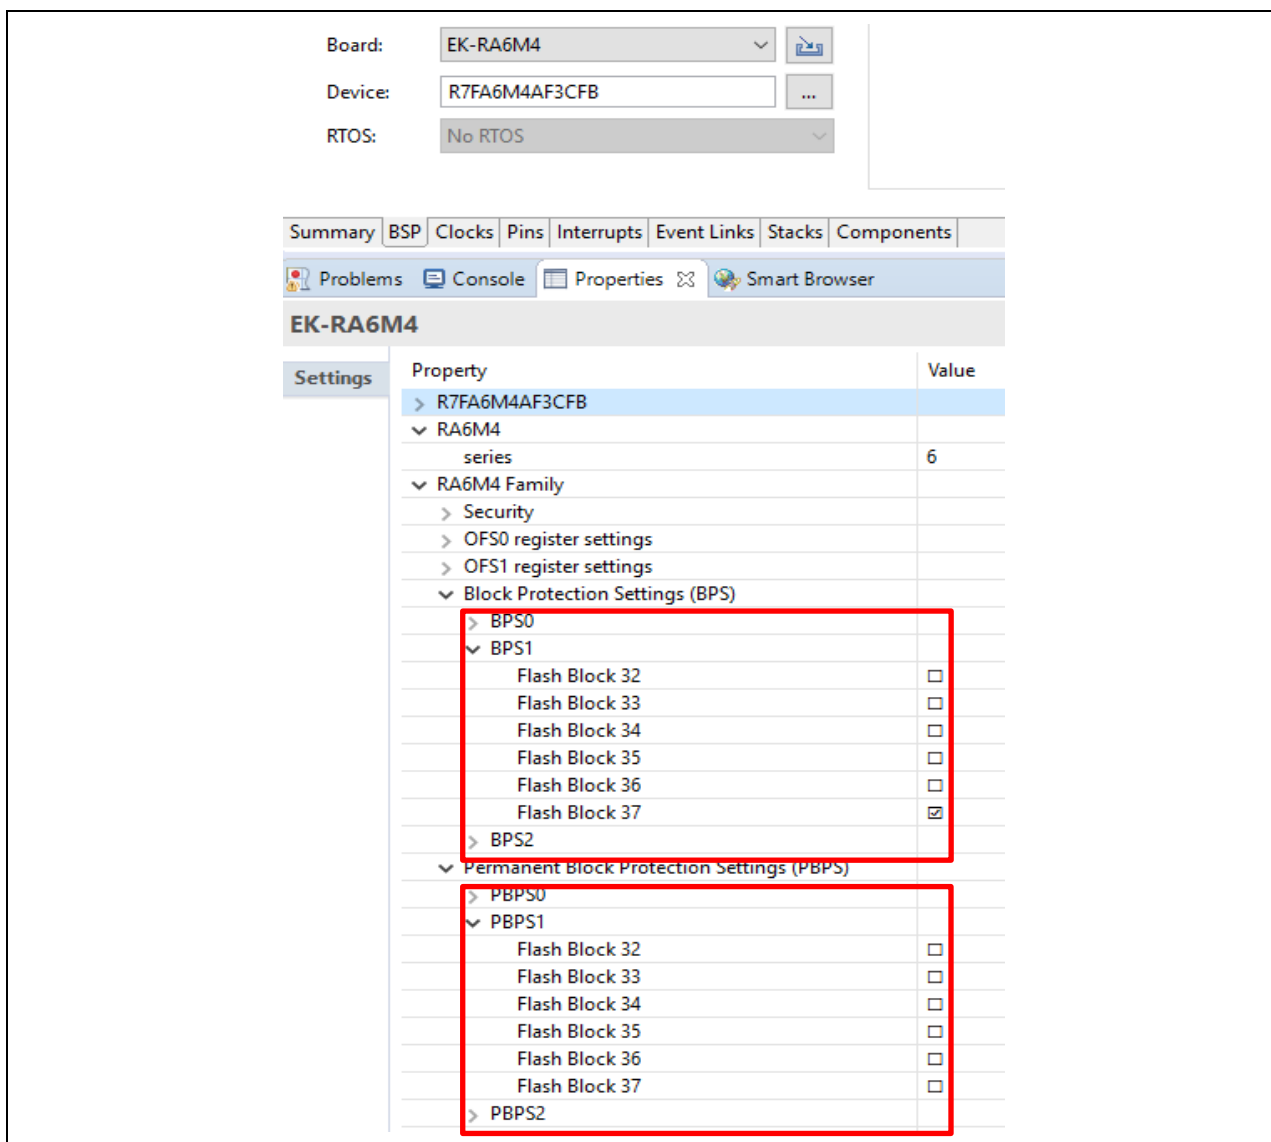 Board: EK-RA6M4
Device: R7FA6M4AF3CFB ...
RTOS: No RTOS
Summary BSP Clocks Pins Interrupts Event Links Stacks Components
Problems Console Properties Smart Browser
EK-RA6M4
Settings
Property Value
R7FA6M4AF3CFB
RA6M4
series 6
RA6M4 Family
Security
OFS0 register settings
OFS1 register settings
Block Protection Settings (BPS)
BPS0
BPS1
Flash Block 32
Flash Block 33
Flash Block 34
Flash Block 35
Flash Block 36
Flash Block 37
BPS2
Permanent Block Protection Settings (PBPS)
PBPS0
PBPS1
Flash Block 32
Flash Block 33
Flash Block 34
Flash Block 35
Flash Block 36
Flash Block 37
PBPS2